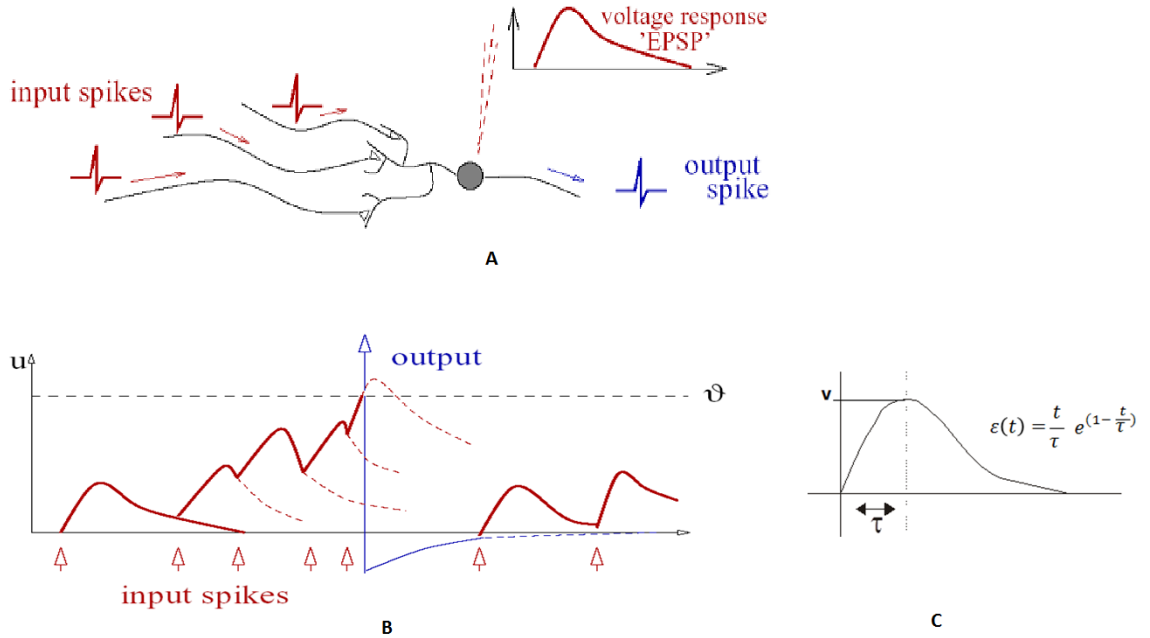 voltage response
'EPSP'
input spikes
output
spike
A
u
output
ϑ
input spikes
B
v
ε(t) = t/τ e^(1- t/τ)
τ
C